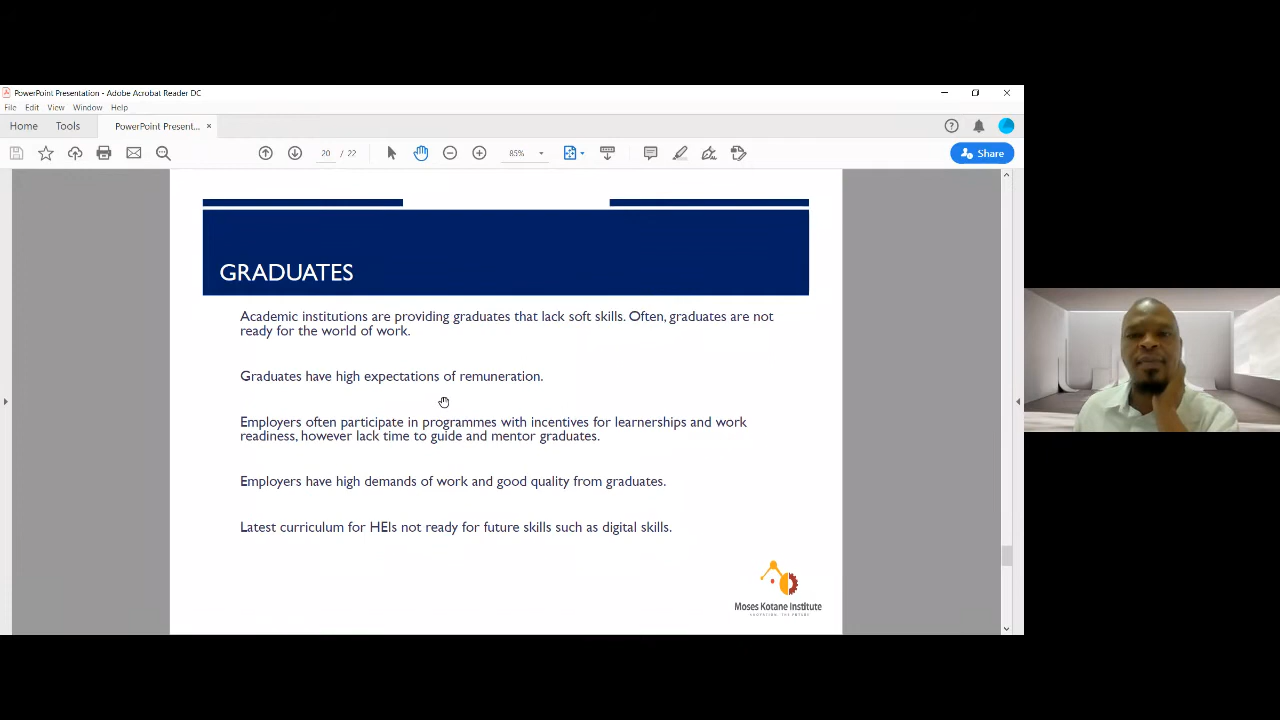 PowerPoint Presentation - Adobe Acrobat Reader DC
File Edit View Window Help
Home Tools PowerPoint Present... ×
20 / 22 85% Share
GRADUATES
Academic institutions are providing graduates that lack soft skills. Often, graduates are not
ready for the world of work.
Graduates have high expectations of remuneration.
Employers often participate in programmes with incentives for learnerships and work
readiness, however lack time to guide and mentor graduates.
Employers have high demands of work and good quality from graduates.
Latest curriculum for HEIs not ready for future skills such as digital skills.
Moses Kotane Institute